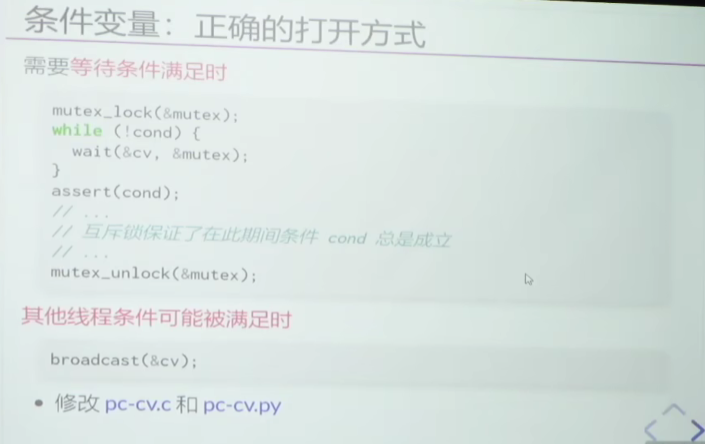 条件变量：正确的打开方式
需要等待条件满足时
mutex_lock(&mutex);
while (!cond) {
  wait(&cv, &mutex);
}
assert(cond);
// ...
// 互斥锁保证了在此期间条件 cond 总是成立
// ...
mutex_unlock(&mutex);
其他线程条件可能被满足时
broadcast(&cv);
• 修改 pc-cv.c 和 pc-cv.py